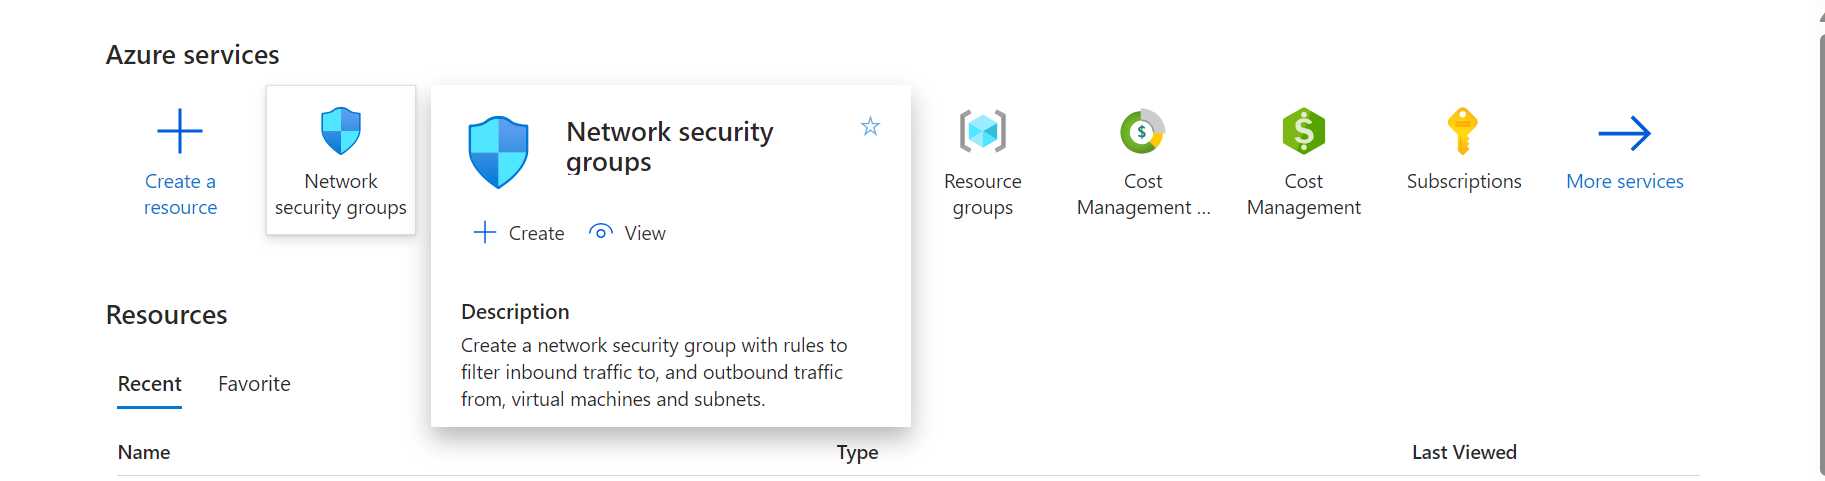 Azure services
Create a
resource
Network
security groups
Network security
groups
Create
View
Description
Create a network security group with rules to
filter inbound traffic to, and outbound traffic
from, virtual machines and subnets.
Resource
groups
Cost
Management ...
Cost
Management
Subscriptions
More services
Resources
Recent
Favorite
Name
Type
Last Viewed